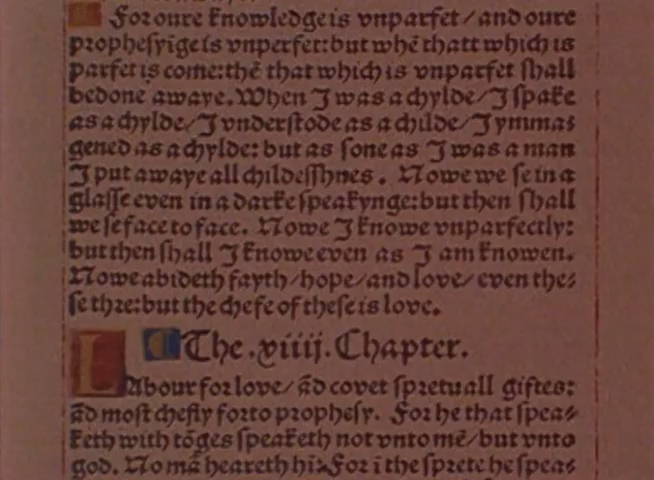 For oure knowledge is vnparfet / and oure
prophesyīge is vnperfet: but whē thatt which is
parfet is come: thē that which is vnparfet shall
be done awaye. When I was a chylde / I spake
as a chylde / I vnderstode as a childe / I ymma⸗
gened as a chylde: but as sone as I was a man
I put awaye all childesshnes. Nowe we se in a
glasse even in a darke speakynge: but then shall
we se face to face. Nowe I knowe vnparfectly:
but then shall I knowe even as I am knowen.
Nowe abideth fayth / hope / and love / even the⸗
se thre: but the chefe of these is love.
¶ The .xiiij. Chapter.
LAbour for love / ād covet spretuall giftes:
ād most chefly forto prophesy. For he that spea⸗
keth with tōges speaketh not vnto mē / but vnto
god. No mā heareth hī. For ī the sprete he speas⸗